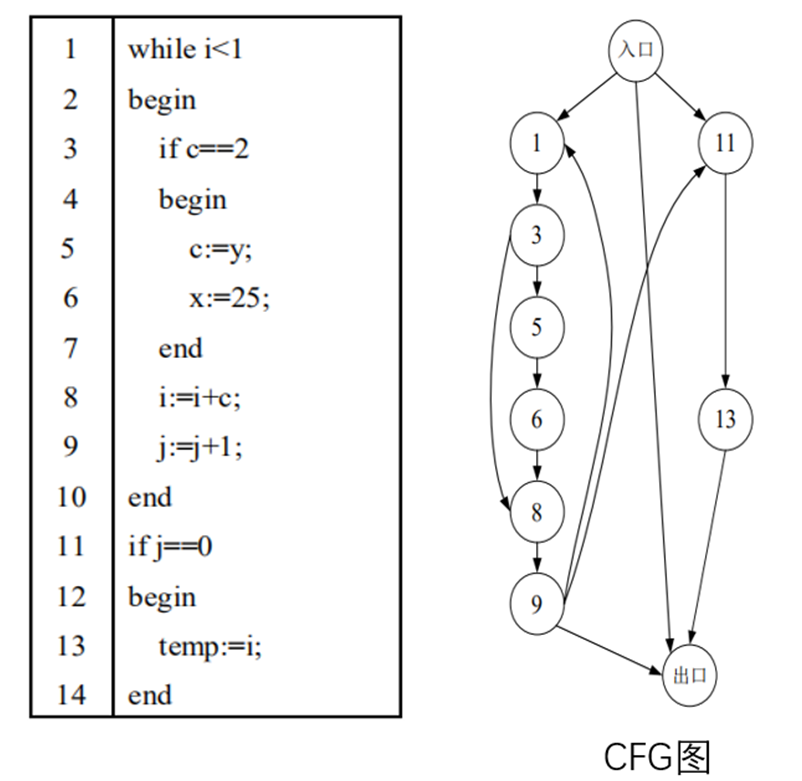 1 while i<1
2 begin
3 if c==2
4 begin
5 c:=y;
6 x:=25;
7 end
8 i:=i+c;
9 j:=j+1;
10 end
11 if j==0
12 begin
13 temp:=i;
14 end
入口
1
11
3
5
6
13
8
9
出口
CFG图